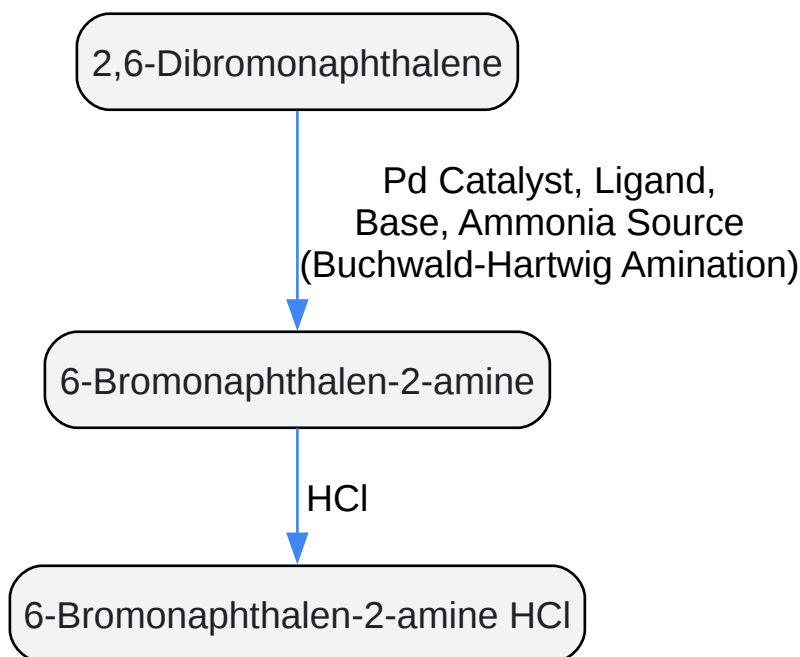 2,6-Dibromonaphthalene
Pd Catalyst, Ligand,
Base, Ammonia Source
(Buchwald-Hartwig Amination)
6-Bromonaphthalen-2-amine
HCl
6-Bromonaphthalen-2-amine HCl